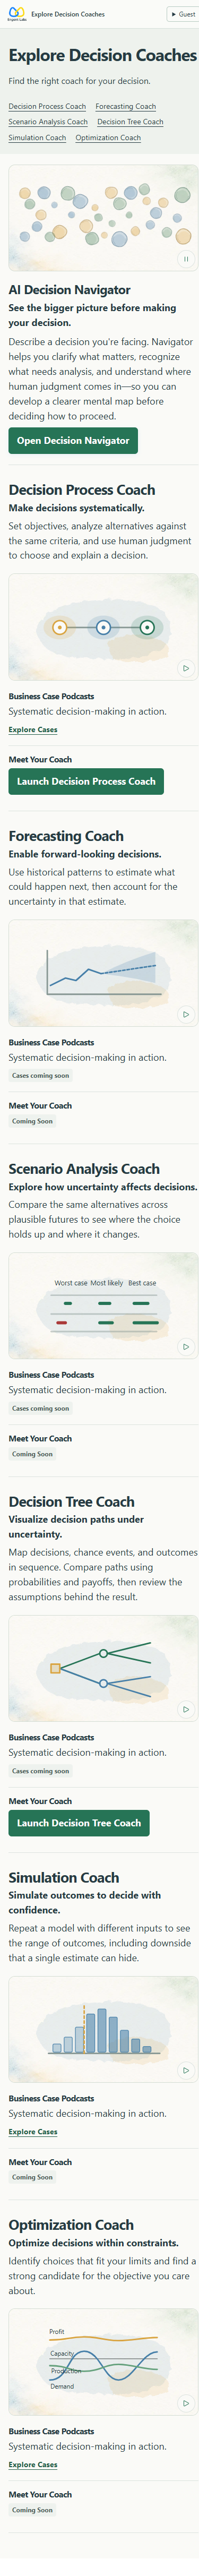 Explore Decision Coaches
Guest
Explore Decision Coaches
Find the right coach for your decision.
Decision Process Coach
Forecasting Coach
Scenario Analysis Coach
Decision Tree Coach
Simulation Coach
Optimization Coach
AI Decision Navigator
See the bigger picture before making
your decision.
Describe a decision you're facing. Navigator
helps you clarify what matters, recognize
what needs analysis, and understand where
human judgment comes in—so you can
develop a clearer mental map before
deciding how to proceed.
Open Decision Navigator
Decision Process Coach
Make decisions systematically.
Set objectives, analyze alternatives against
the same criteria, and use human judgment
to choose and explain a decision.
Business Case Podcasts
Systematic decision-making in action.
Explore Cases
Meet Your Coach
Launch Decision Process Coach
Forecasting Coach
Enable forward-looking decisions.
Use historical patterns to estimate what
could happen next, then account for the
uncertainty in that estimate.
Business Case Podcasts
Systematic decision-making in action.
Cases coming soon
Meet Your Coach
Coming Soon
Scenario Analysis Coach
Explore how uncertainty affects decisions.
Compare the same alternatives across
plausible futures to see where the choice
holds up and where it changes.
Worst case Most likely Best case
Business Case Podcasts
Systematic decision-making in action.
Cases coming soon
Meet Your Coach
Coming Soon
Decision Tree Coach
Visualize decision paths under
uncertainty.
Map decisions, chance events, and outcomes
in sequence. Compare paths using
probabilities and payoffs, then review the
assumptions behind the result.
Business Case Podcasts
Systematic decision-making in action.
Cases coming soon
Meet Your Coach
Launch Decision Tree Coach
Simulation Coach
Simulate outcomes to decide with
confidence.
Repeat a model with different inputs to see
the range of outcomes, including downside
that a single estimate can hide.
Business Case Podcasts
Systematic decision-making in action.
Explore Cases
Meet Your Coach
Coming Soon
Optimization Coach
Optimize decisions within constraints.
Identify choices that fit your limits and find a
strong candidate for the objective you care
about.
Profit
Capacity
Production
Demand
Business Case Podcasts
Systematic decision-making in action.
Explore Cases
Meet Your Coach
Coming Soon